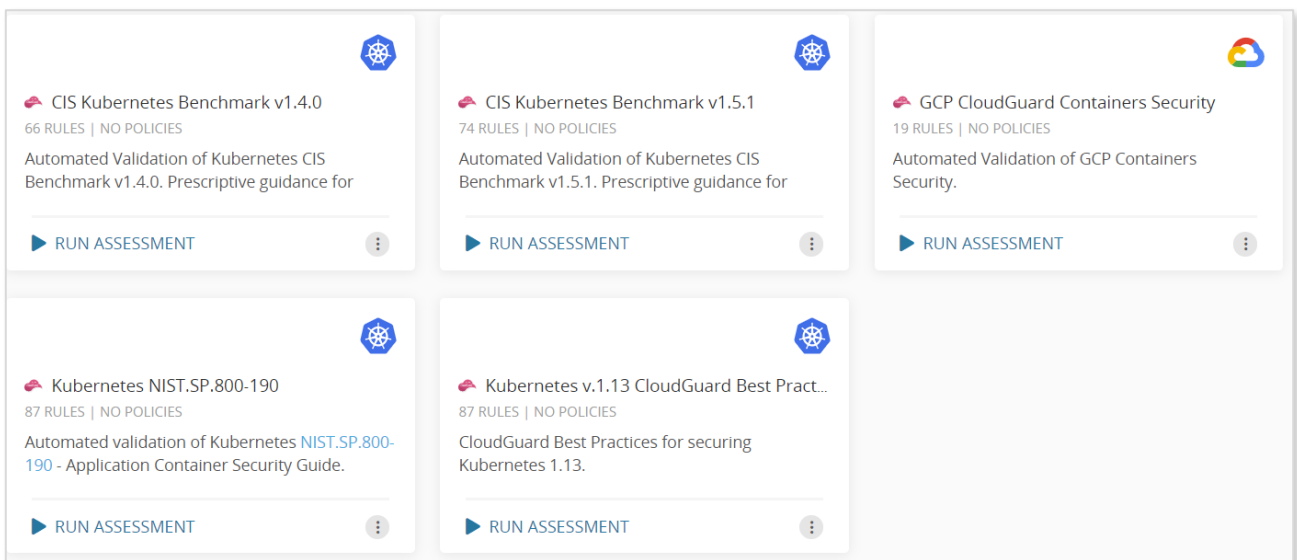 CIS Kubernetes Benchmark v1.4.0
66 RULES | NO POLICIES
Automated Validation of Kubernetes CIS
Benchmark v1.4.0. Prescriptive guidance for
RUN ASSESSMENT
CIS Kubernetes Benchmark v1.5.1
74 RULES | NO POLICIES
Automated Validation of Kubernetes CIS
Benchmark v1.5.1. Prescriptive guidance for
RUN ASSESSMENT
GCP CloudGuard Containers Security
19 RULES | NO POLICIES
Automated Validation of GCP Containers
Security.
RUN ASSESSMENT
Kubernetes NIST.SP.800-190
87 RULES | NO POLICIES
Automated validation of Kubernetes NIST.SP.800-
190 - Application Container Security Guide.
RUN ASSESSMENT
Kubernetes v.1.13 CloudGuard Best Pract...
87 RULES | NO POLICIES
CloudGuard Best Practices for securing
Kubernetes 1.13.
RUN ASSESSMENT